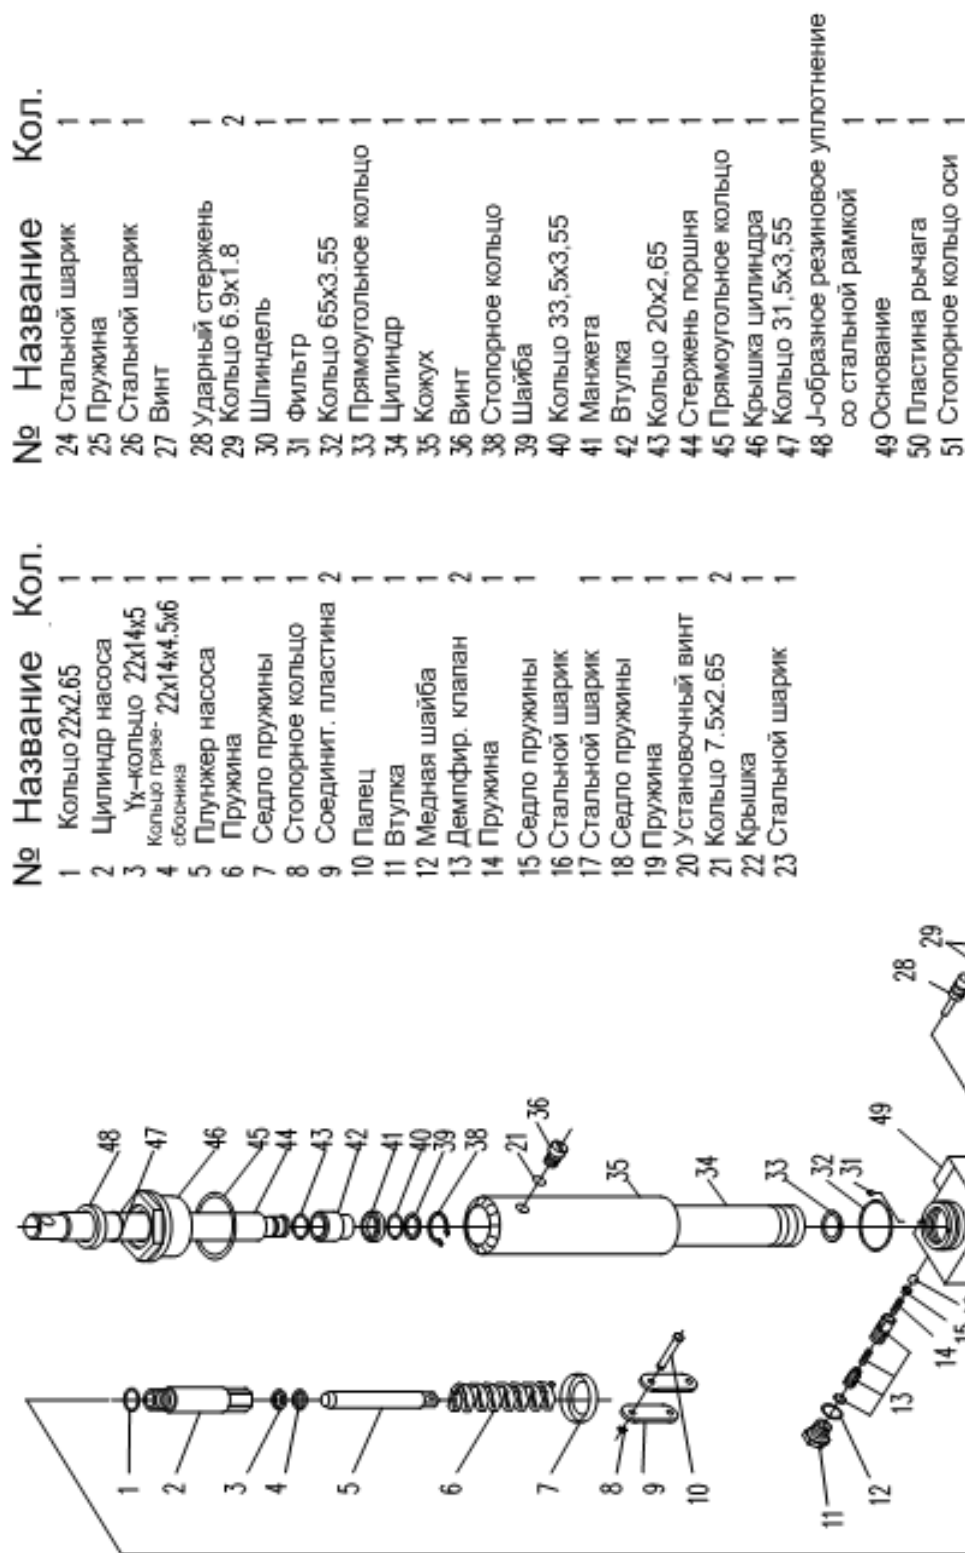 № Название Кол.
1 Кольцо 22x2.65 1
2 Цилиндр насоса 1
3 Yx-кольцо 22x14x5 1
4 Кольцо грязе-сборника 22x14x4.5x6 1
5 Плунжер насоса 1
6 Пружина 1
7 Седло пружины 1
8 Стопорное кольцо 1
9 Соединит. пластина 2
10 Палец 1
11 Втулка 1
12 Медная шайба 1
13 Демпфир. клапан 2
14 Пружина 1
15 Седло пружины 1
16 Стальной шарик
17 Стальной шарик 1
18 Седло пружины 1
19 Пружина 1
20 Установочный винт 1
21 Кольцо 7.5x2.65 2
22 Крышка 1
23 Стальной шарик 1
№ Название Кол.
24 Стальной шарик 1
25 Пружина 1
26 Стальной шарик 1
27 Винт
28 Ударный стержень 1
29 Кольцо 6.9x1.8 2
30 Шпиндель 1
31 Фильтр 1
32 Кольцо 65x3.55 1
33 Прямоугольное кольцо 1
34 Цилиндр 1
35 Кожух 1
36 Винт 1
38 Стопорное кольцо 1
39 Шайба 1
40 Кольцо 33,5x3,55 1
41 Манжета 1
42 Втулка 1
43 Кольцо 20x2,65 1
44 Стержень поршня 1
45 Прямоугольное кольцо 1
46 Крышка цилиндра 1
47 Кольцо 31,5x3,55 1
48 J-образное резиновое уплотнение
со стальной рамкой 1
49 Основание 1
50 Пластина рычага 1
51 Стопорное кольцо оси 1
1
2
3
4
5
6
7
8
9
10
11
12
13
14
48
47
46
45
44
43
42
41
40
39
38
21
36
35
34
33
32
31
49
28
29